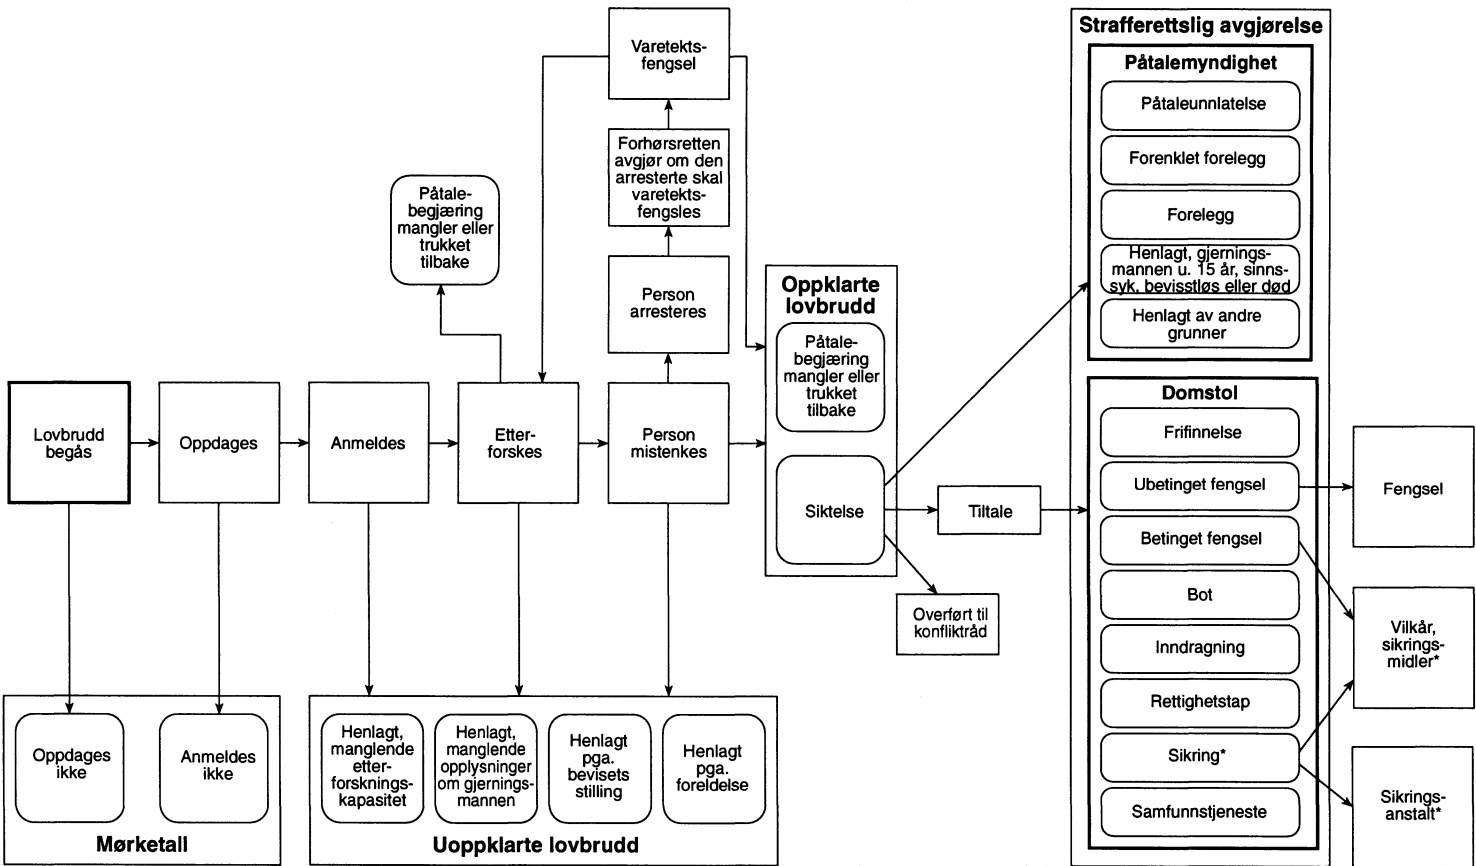 Varetekts-
fengsel
Forhørsretten
avgjør om den
arresterte skal
varetekts-
fengsles
Person
arresteres
Påtale-
begjæring
mangler eller
trukket
tilbake
Lovbrudd
begås
Oppdages
Anmeldes
Etter-
forskes
Person
mistenkes
Oppklarte
lovbrudd
Påtale-
begjæring
mangler eller
trukket
tilbake
Siktelse
Tiltale
Overført til
konfliktråd
Strafferettslig avgjørelse
Påtalemyndighet
Påtaleunnlatelse
Forenklet forelegg
Forelegg
Henlagt, gjernings-
mannen u. 15 år, sinns-
syk, bevisstløs eller død
Henlagt av andre
grunner
Domstol
Frifinnelse
Ubetinget fengsel
Betinget fengsel
Bot
Inndragning
Rettighetstap
Sikring*
Samfunnstjeneste
Fengsel
Vilkår,
sikrings-
midler*
Sikrings-
anstalt*
Oppdages
ikke
Anmeldes
ikke
Mørketall
Henlagt,
manglende
etter-
forsknings-
kapasitet
Henlagt,
manglende
opplysninger
om gjernings-
mannen
Henlagt
pga.
bevisets
stilling
Henlagt
pga.
foreldelse
Uoppklarte lovbrudd